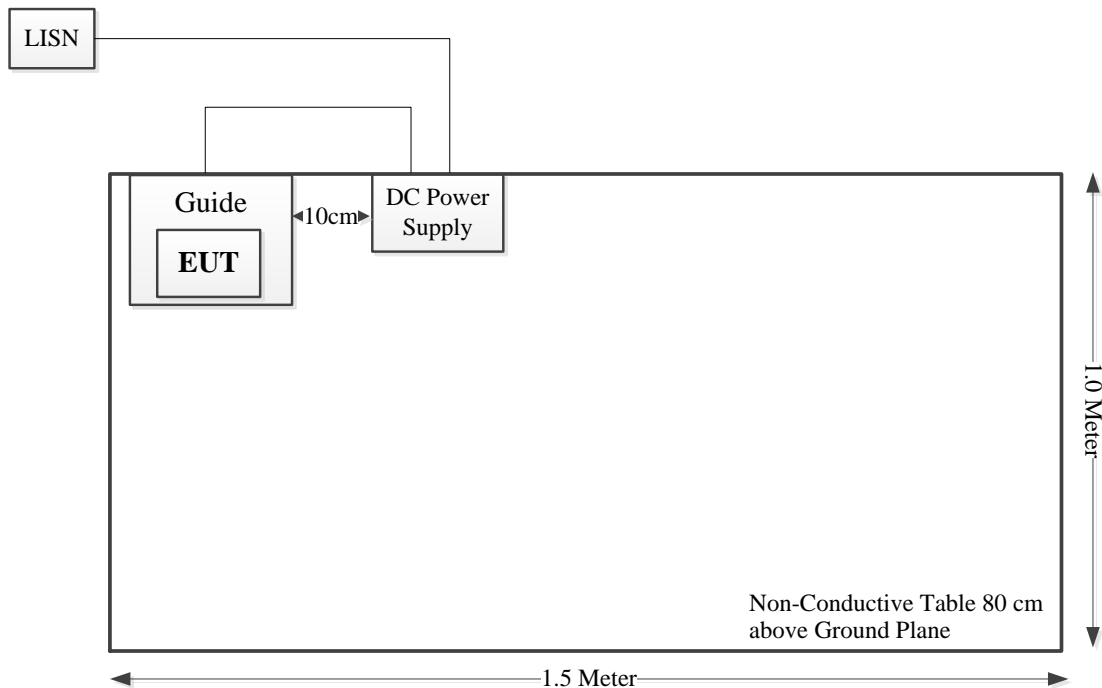 LISN
Guide
EUT
10cm
DC Power
Supply
1.0 Meter
Non-Conductive Table 80 cm
above Ground Plane
1.5 Meter